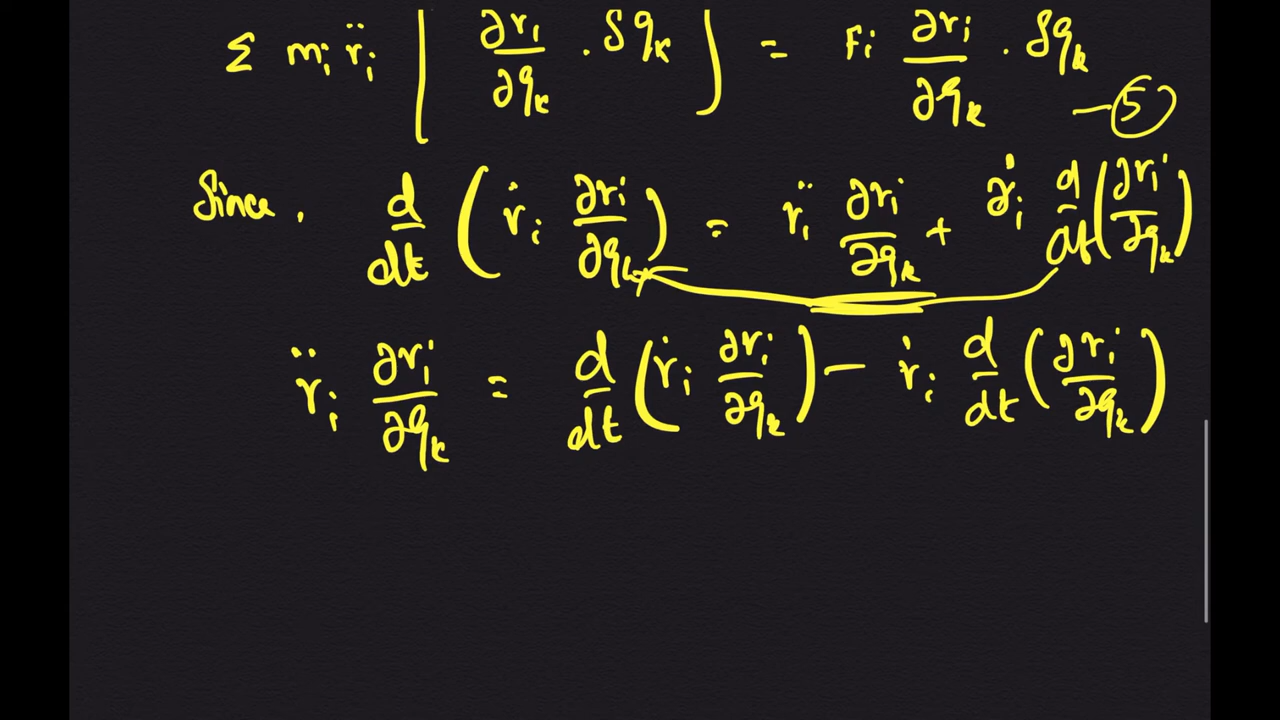 Σ mᵢ r̈ᵢ [ ∂rᵢ/∂qₖ · δqₖ ] = Fᵢ ∂rᵢ/∂qₖ · δqₖ —⑤
Since, d/dt ( ṙᵢ ∂rᵢ/∂qₖ ) = r̈ᵢ ∂rᵢ/∂qₖ + ṙᵢ d/dt ( ∂rᵢ/∂qₖ )
r̈ᵢ ∂rᵢ/∂qₖ = d/dt ( ṙᵢ ∂rᵢ/∂qₖ ) − ṙᵢ d/dt ( ∂rᵢ/∂qₖ )